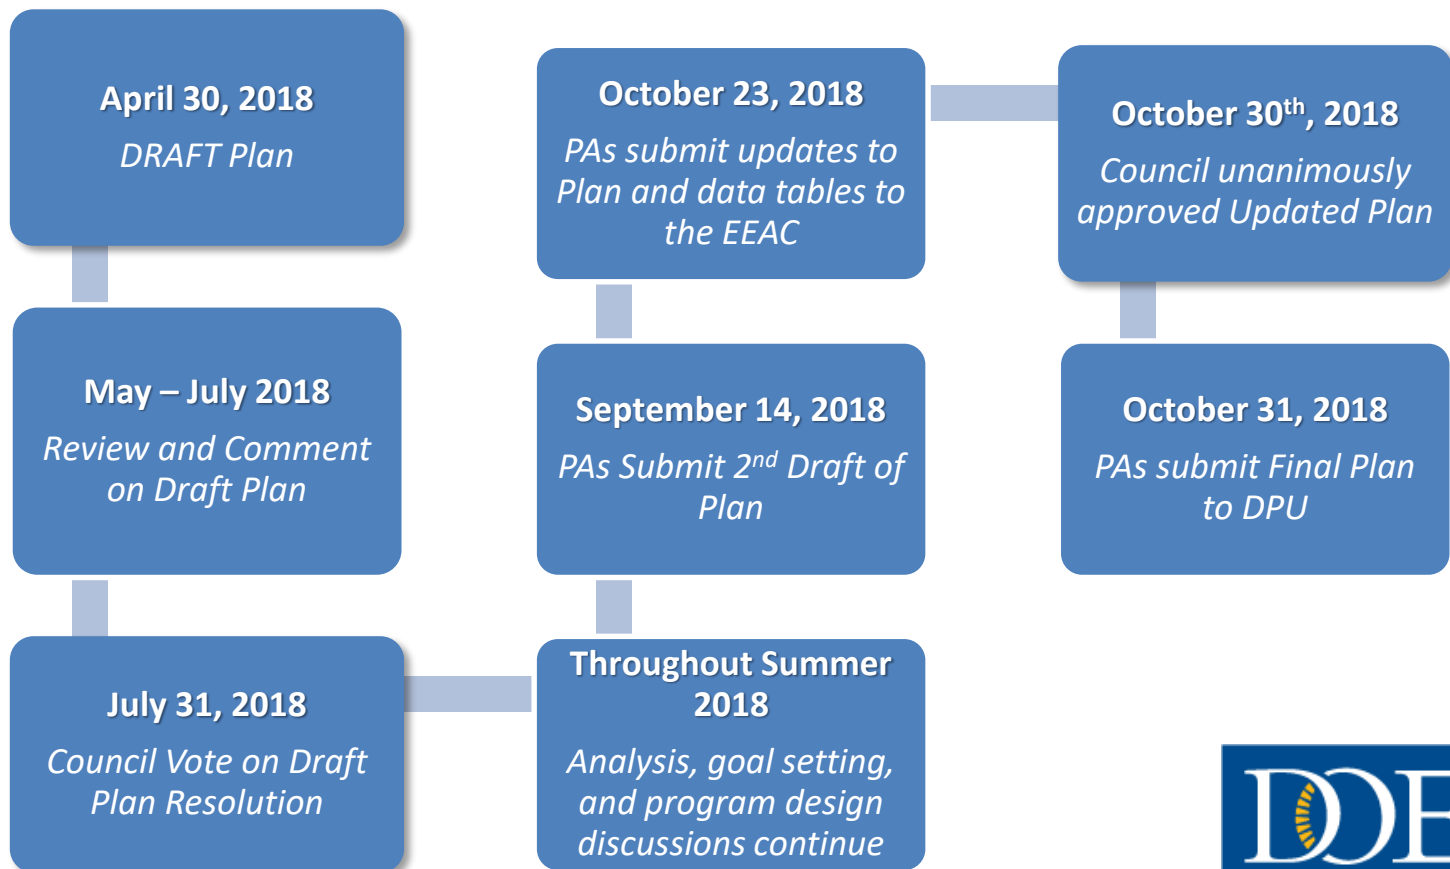 April 30, 2018
DRAFT Plan
May – July 2018
Review and Comment
on Draft Plan
July 31, 2018
Council Vote on Draft
Plan Resolution
Throughout Summer
2018
Analysis, goal setting,
and program design
discussions continue
September 14, 2018
PAs Submit 2nd Draft of
Plan
October 23, 2018
PAs submit updates to
Plan and data tables to
the EEAC
October 30th, 2018
Council unanimously
approved Updated Plan
October 31, 2018
PAs submit Final Plan
to DPU
DOE